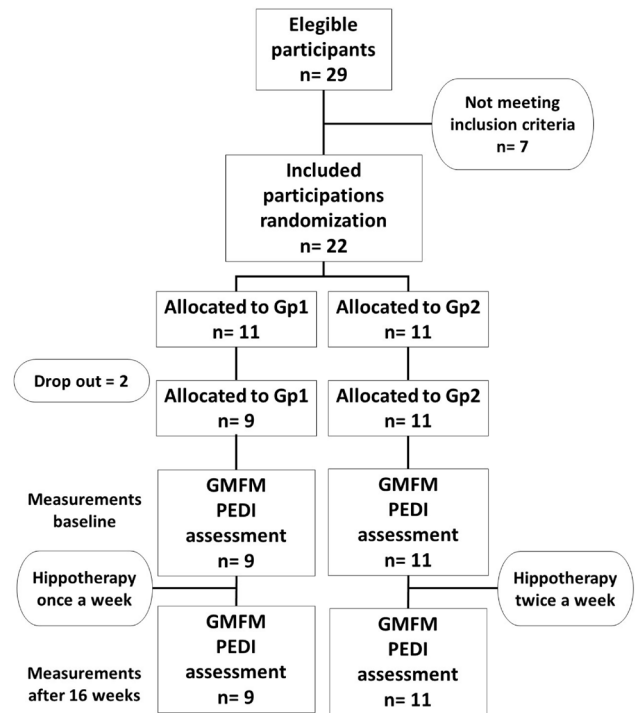 Elegible
participants
n= 29
Not meeting
inclusion criteria
n= 7
Included
participations
randomization
n= 22
Allocated to Gp1
n= 11
Allocated to Gp2
n= 11
Drop out = 2
Allocated to Gp1
n= 9
Allocated to Gp2
n= 11
Measurements
baseline
GMFM
PEDI
assessment
n= 9
GMFM
PEDI
assessment
n= 11
Hippotherapy
once a week
Hippotherapy
twice a week
Measurements
after 16 weeks
GMFM
PEDI
assessment
n= 9
GMFM
PEDI
assessment
n= 11